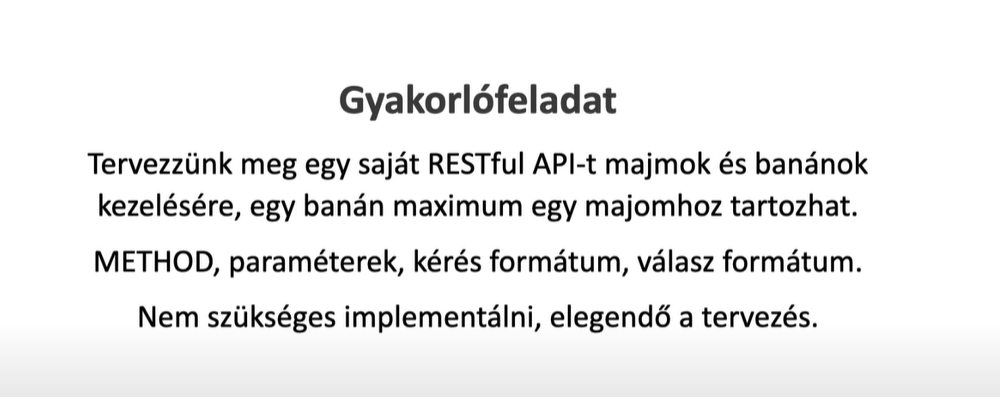 Gyakorlófeladat
Tervezzünk meg egy saját RESTful API-t majmok és banánok
kezelésére, egy banán maximum egy majomhoz tartozhat.
METHOD, paraméterek, kérés formátum, válasz formátum.
Nem szükséges implementálni, elegendő a tervezés.